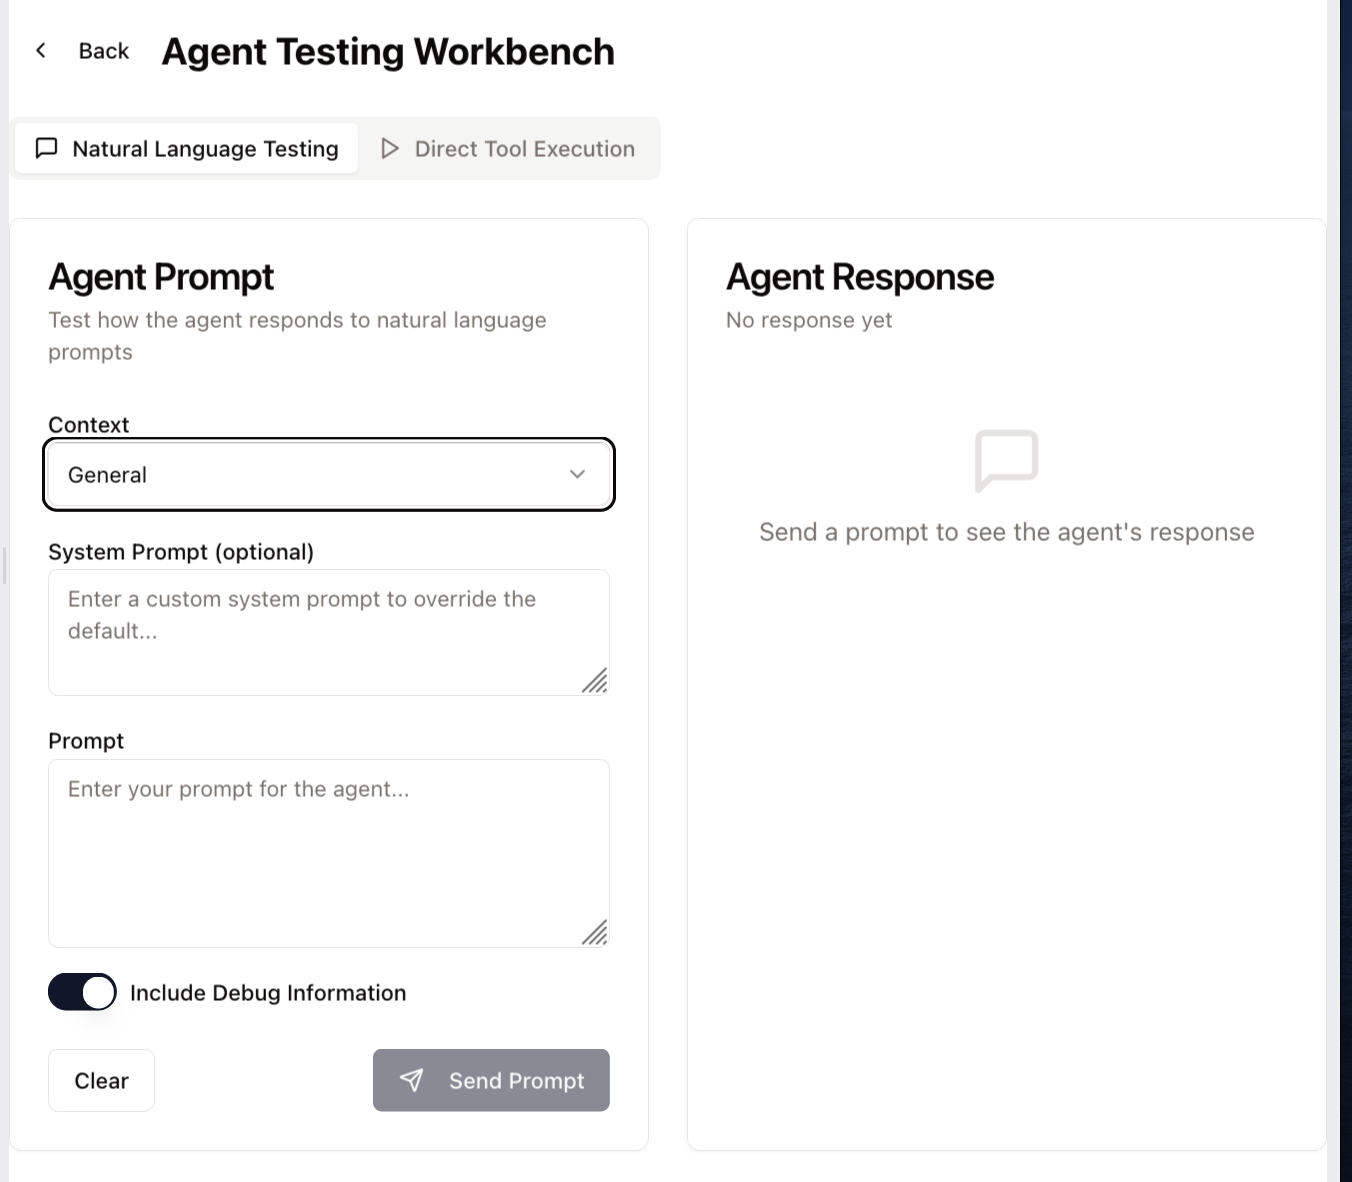 Back
Agent Testing Workbench
Natural Language Testing
Direct Tool Execution
Agent Prompt
Test how the agent responds to natural language
prompts
Context
General
System Prompt (optional)
Enter a custom system prompt to override the
default...
Prompt
Enter your prompt for the agent...
Include Debug Information
Clear
Send Prompt
Agent Response
No response yet
Send a prompt to see the agent's response